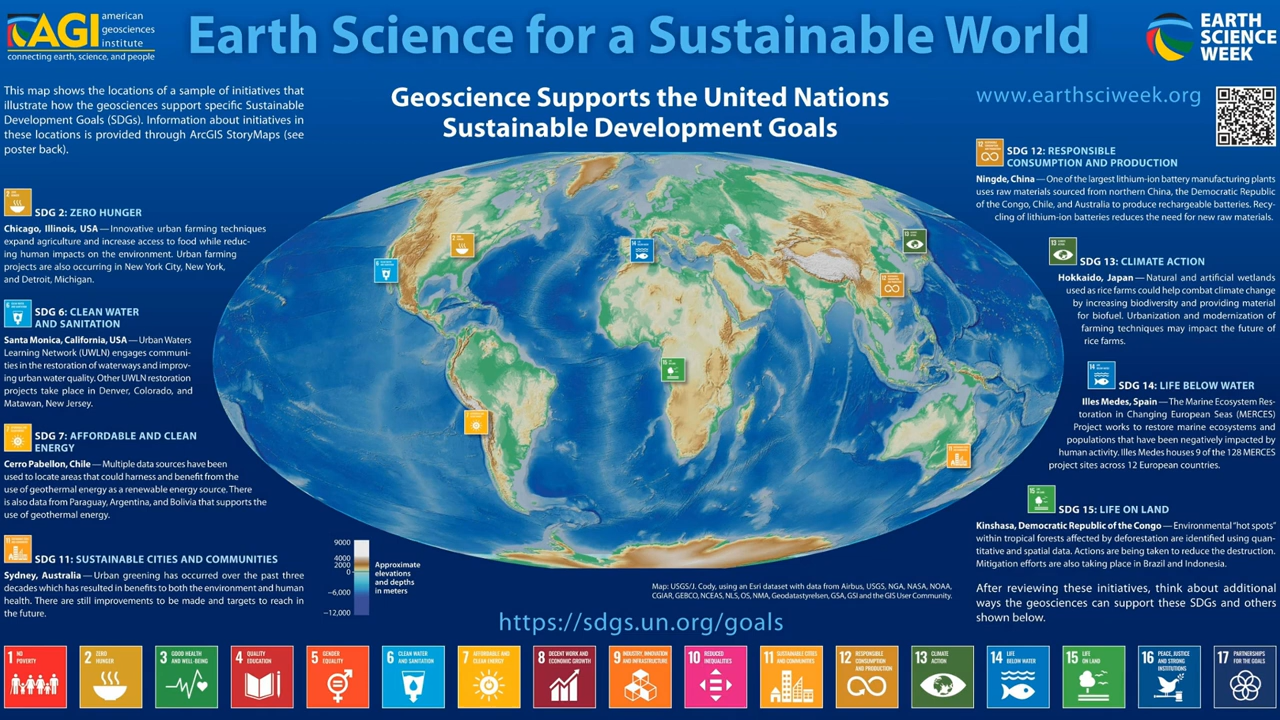 AGI
american
geosciences
institute
connecting earth, science, and people
Earth Science for a Sustainable World
EARTH
SCIENCE
WEEK
This map shows the locations of a sample of initiatives that
illustrate how the geosciences support specific Sustainable
Development Goals (SDGs). Information about initiatives in
these locations is provided through ArcGIS StoryMaps (see
poster back).
Geoscience Supports the United Nations
Sustainable Development Goals
www.earthsciweek.org
SDG 2: ZERO HUNGER
Chicago, Illinois, USA — Innovative urban farming techniques
expand agriculture and increase access to food while reduc-
ing human impacts on the environment. Urban farming
projects are also occurring in New York City, New York,
and Detroit, Michigan.
SDG 6: CLEAN WATER
AND SANITATION
Santa Monica, California, USA — Urban Waters
Learning Network (UWLN) engages communi-
ties in the restoration of waterways and improv-
ing urban water quality. Other UWLN restoration
projects take place in Denver, Colorado, and
Matawan, New Jersey.
SDG 7: AFFORDABLE AND CLEAN
ENERGY
Cerro Pabellon, Chile — Multiple data sources have been
used to locate areas that could harness and benefit from the
use of geothermal energy as a renewable energy source. There
is also data from Paraguay, Argentina, and Bolivia that supports the
use of geothermal energy.
SDG 11: SUSTAINABLE CITIES AND COMMUNITIES
Sydney, Australia — Urban greening has occurred over the past three
decades which has resulted in benefits to both the environment and human
health. There are still improvements to be made and targets to reach in
the future.
9000
4000
2000
0
−6,000
−12,000
Approximate
elevations
and depths
in meters
SDG 12: RESPONSIBLE
CONSUMPTION AND PRODUCTION
Ningde, China — One of the largest lithium-ion battery manufacturing plants
uses raw materials sourced from northern China, the Democratic Republic
of the Congo, Chile, and Australia to produce rechargeable batteries. Recy-
cling of lithium-ion batteries reduces the need for new raw materials.
SDG 13: CLIMATE ACTION
Hokkaido, Japan — Natural and artificial wetlands
used as rice farms could help combat climate change
by increasing biodiversity and providing material
for biofuel. Urbanization and modernization of
farming techniques may impact the future of
rice farms.
SDG 14: LIFE BELOW WATER
Illes Medes, Spain — The Marine Ecosystem Res-
toration in Changing European Seas (MERCES)
Project works to restore marine ecosystems and
populations that have been negatively impacted by
human activity. Illes Medes houses 9 of the 128 MERCES
project sites across 12 European countries.
SDG 15: LIFE ON LAND
Kinshasa, Democratic Republic of the Congo — Environmental "hot spots"
within tropical forests affected by deforestation are identified using quan-
titative and spatial data. Actions are being taken to reduce the destruction.
Mitigation efforts are also taking place in Brazil and Indonesia.
After reviewing these initiatives, think about additional
ways the geosciences can support these SDGs and others
shown below.
Map: USGS/J. Cody, using an Esri dataset with data from Airbus, USGS, NGA, NASA, NOAA,
CGIAR, GEBCO, NCEAS, NLS, OS, NMA, Geodatastyrelsen, GSA, GSI and the GIS User Community.
https://sdgs.un.org/goals
1 NO
POVERTY
2 ZERO
HUNGER
3 GOOD HEALTH
AND WELL-BEING
4 QUALITY
EDUCATION
5 GENDER
EQUALITY
6 CLEAN WATER
AND SANITATION
7 AFFORDABLE AND
CLEAN ENERGY
8 DECENT WORK AND
ECONOMIC GROWTH
9 INDUSTRY, INNOVATION
AND INFRASTRUCTURE
10 REDUCED
INEQUALITIES
11 SUSTAINABLE CITIES
AND COMMUNITIES
12 RESPONSIBLE
CONSUMPTION
AND PRODUCTION
13 CLIMATE
ACTION
14 LIFE
BELOW WATER
15 LIFE
ON LAND
16 PEACE, JUSTICE
AND STRONG
INSTITUTIONS
17 PARTNERSHIPS
FOR THE GOALS